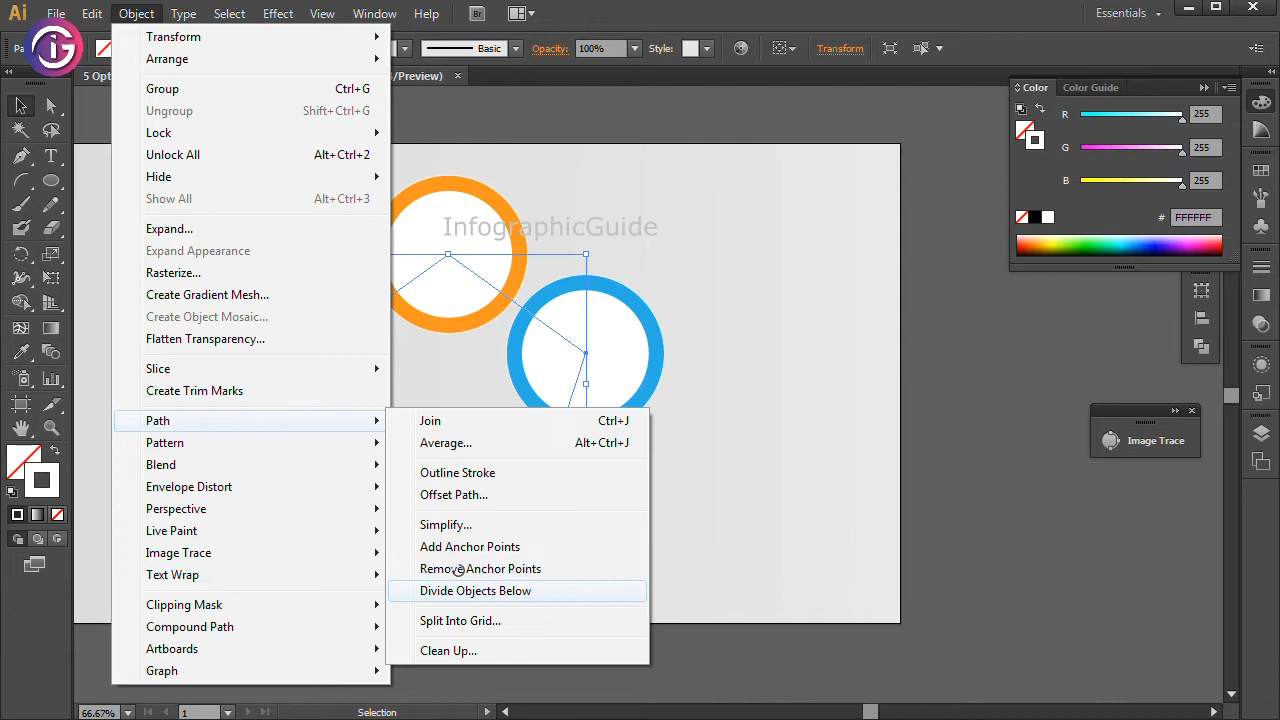 Ai File Edit Object Type Select Effect View Window Help Br Essentials
iG
Basic Opacity: 100% Style: Transform
5 Opt /Preview) ×
Transform
Arrange
Group Ctrl+G
Ungroup Shift+Ctrl+G
Lock
Unlock All Alt+Ctrl+2
Hide
Show All Alt+Ctrl+3
Expand...
Expand Appearance
Rasterize...
Create Gradient Mesh...
Create Object Mosaic...
Flatten Transparency...
Slice
Create Trim Marks
Path
Pattern
Blend
Envelope Distort
Perspective
Live Paint
Image Trace
Text Wrap
Clipping Mask
Compound Path
Artboards
Graph
Join Ctrl+J
Average... Alt+Ctrl+J
Outline Stroke
Offset Path...
Simplify...
Add Anchor Points
Remove Anchor Points
Divide Objects Below
Split Into Grid...
Clean Up...
InfographicGuide
Color Color Guide
R 255
G 255
B 255
# FFFFFF
Image Trace
66.67% 1 Selection